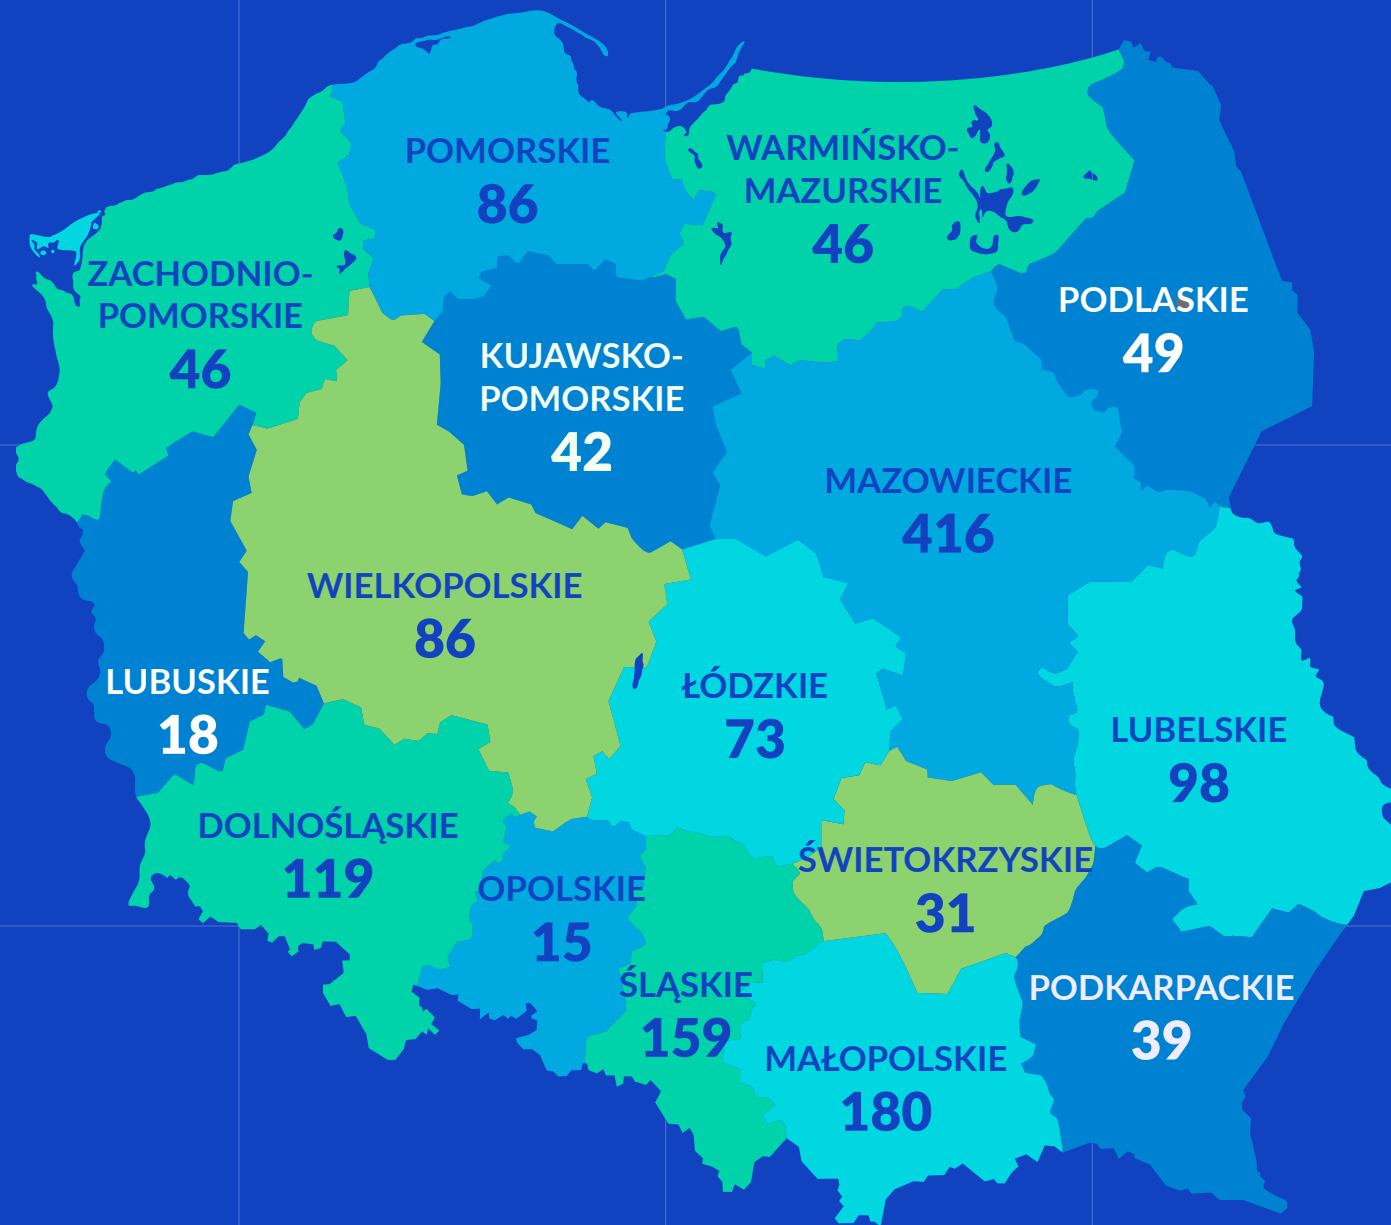 POMORSKIE
86
WARMIŃSKO-
MAZURSKIE
46
ZACHODNIO-
POMORSKIE
46
PODLASKIE
49
KUJAWSKO-
POMORSKIE
42
MAZOWIECKIE
416
WIELKOPOLSKIE
86
LUBUSKIE
18
ŁÓDZKIE
73
LUBELSKIE
98
DOLNOŚLĄSKIE
119
OPOLSKIE
15
ŚWIETOKRZYSKIE
31
ŚLĄSKIE
159
PODKARPACKIE
39
MAŁOPOLSKIE
180